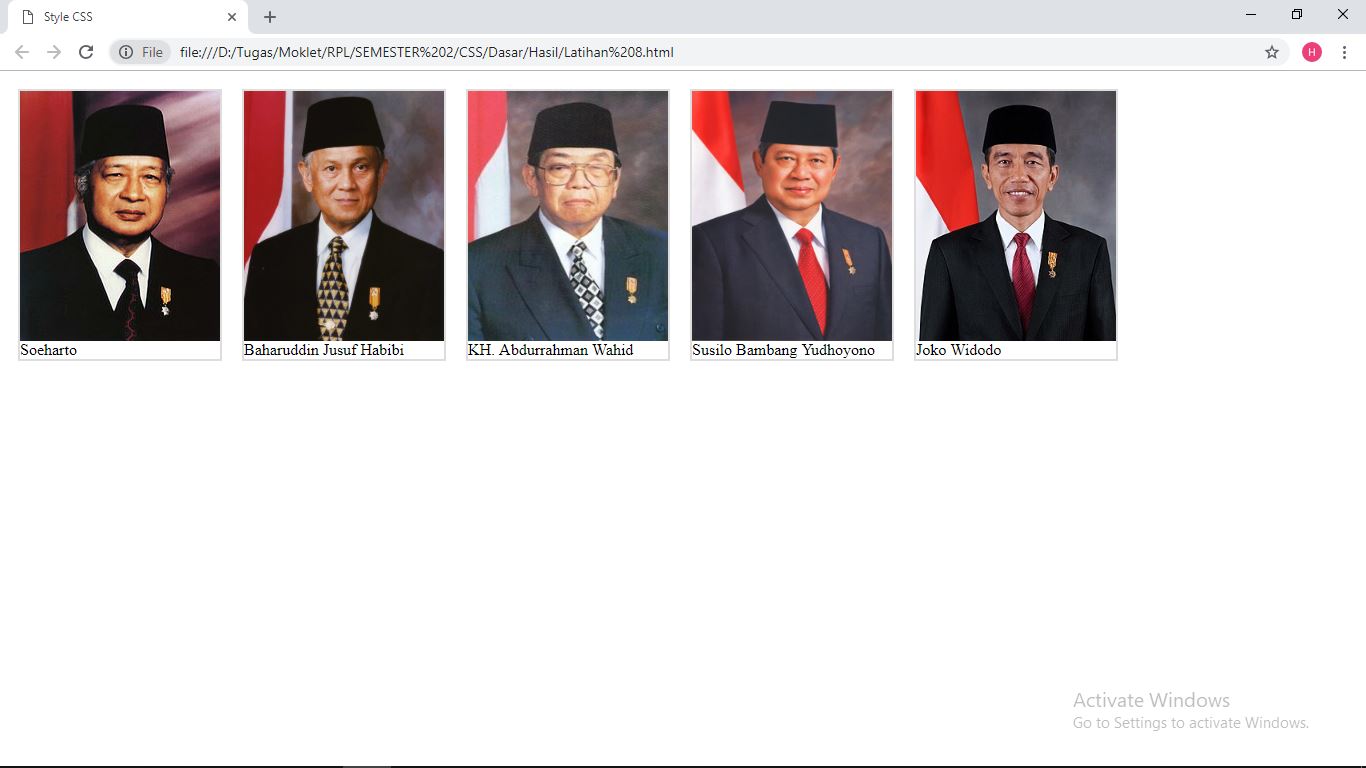 Style CSS
File
file:///D:/Tugas/Moklet/RPL/SEMESTER%202/CSS/Dasar/Hasil/Latihan%208.html
H
Soeharto
Baharuddin Jusuf Habibi
KH. Abdurrahman Wahid
Susilo Bambang Yudhoyono
Joko Widodo
Activate Windows
Go to Settings to activate Windows.